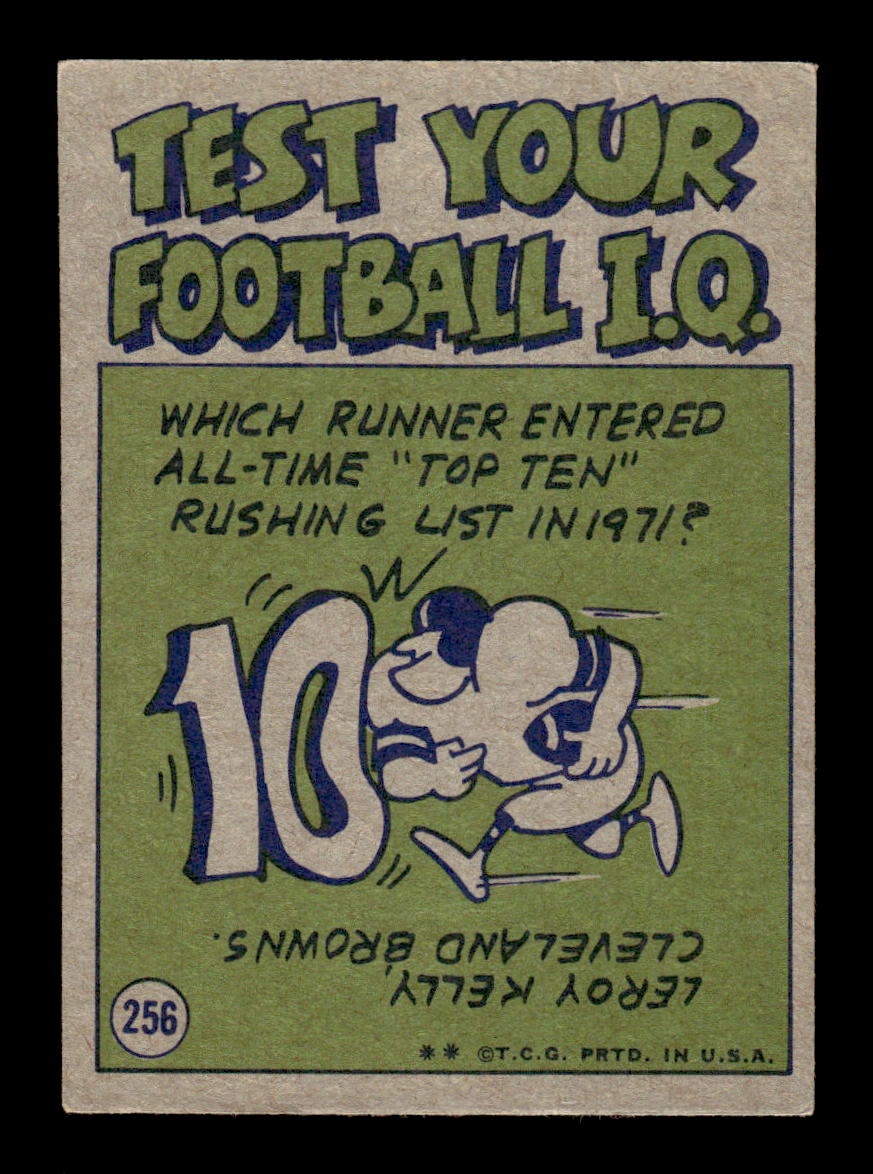 TEST YOUR
FOOTBALL I.Q.
WHICH RUNNER ENTERED
ALL-TIME "TOP TEN"
RUSHING LIST IN 1971?
10
LEROY KELLY,
CLEVELAND BROWNS.
256
** ©T.C.G. PRTD. IN U.S.A.